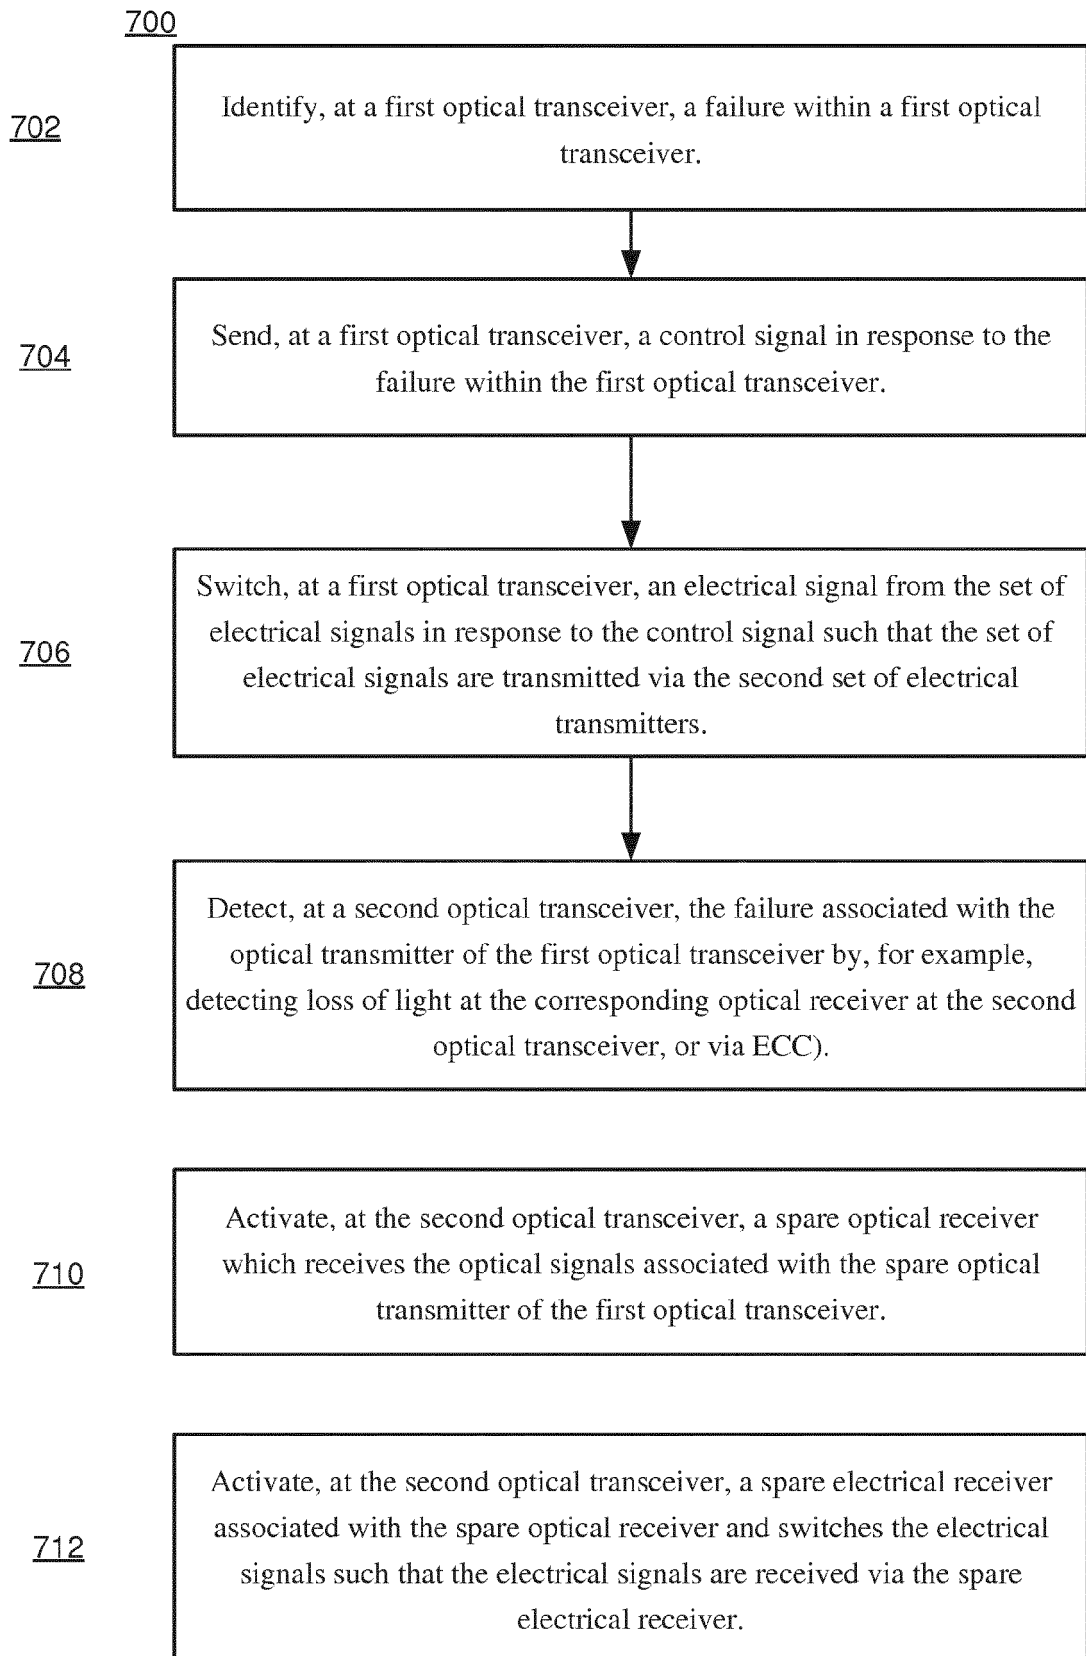 700
702
Identify, at a first optical transceiver, a failure within a first optical
transceiver.
704
Send, at a first optical transceiver, a control signal in response to the
failure within the first optical transceiver.
706
Switch, at a first optical transceiver, an electrical signal from the set of
electrical signals in response to the control signal such that the set of
electrical signals are transmitted via the second set of electrical
transmitters.
708
Detect, at a second optical transceiver, the failure associated with the
optical transmitter of the first optical transceiver by, for example,
detecting loss of light at the corresponding optical receiver at the second
optical transceiver, or via ECC).
710
Activate, at the second optical transceiver, a spare optical receiver
which receives the optical signals associated with the spare optical
transmitter of the first optical transceiver.
712
Activate, at the second optical transceiver, a spare electrical receiver
associated with the spare optical receiver and switches the electrical
signals such that the electrical signals are received via the spare
electrical receiver.